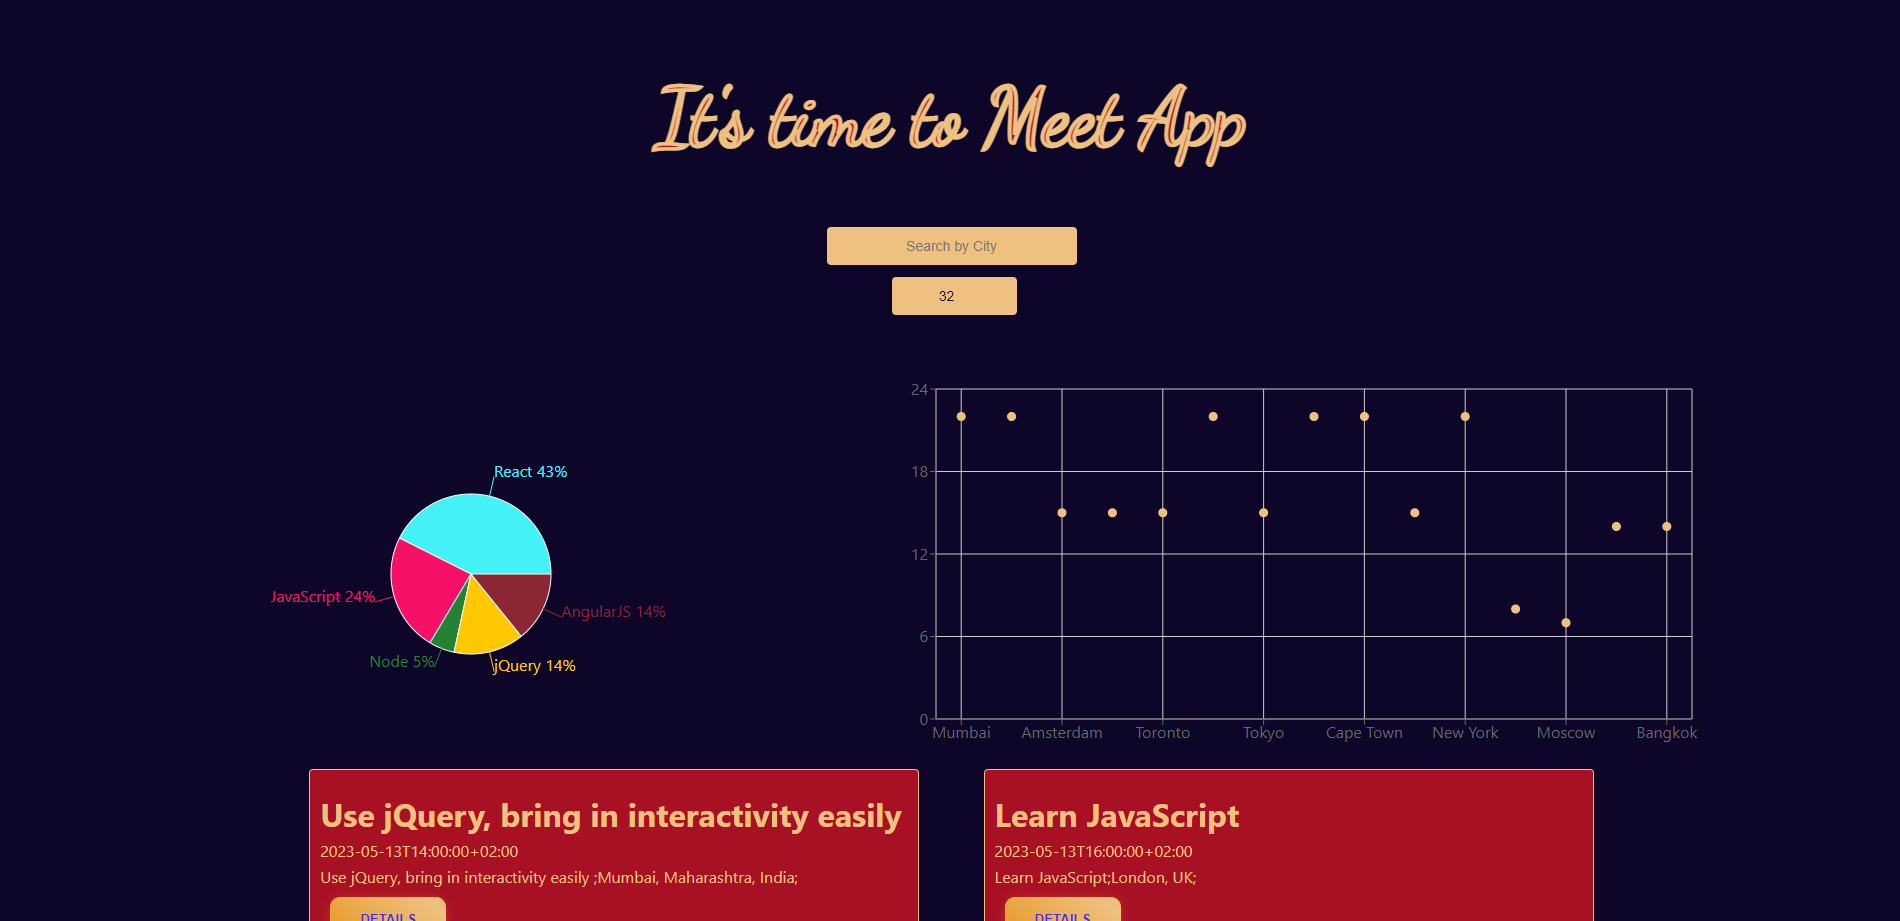 It's time to Meet App
Search by City
32
React 43%
JavaScript 24%
AngularJS 14%
Node 5%
jQuery 14%
24
18
12
6
0
Mumbai Amsterdam Toronto Tokyo Cape Town New York Moscow Bangkok
Use jQuery, bring in interactivity easily
2023-05-13T14:00:00+02:00
Use jQuery, bring in interactivity easily ;Mumbai, Maharashtra, India;
DETAILS
Learn JavaScript
2023-05-13T16:00:00+02:00
Learn JavaScript;London, UK;
DETAILS